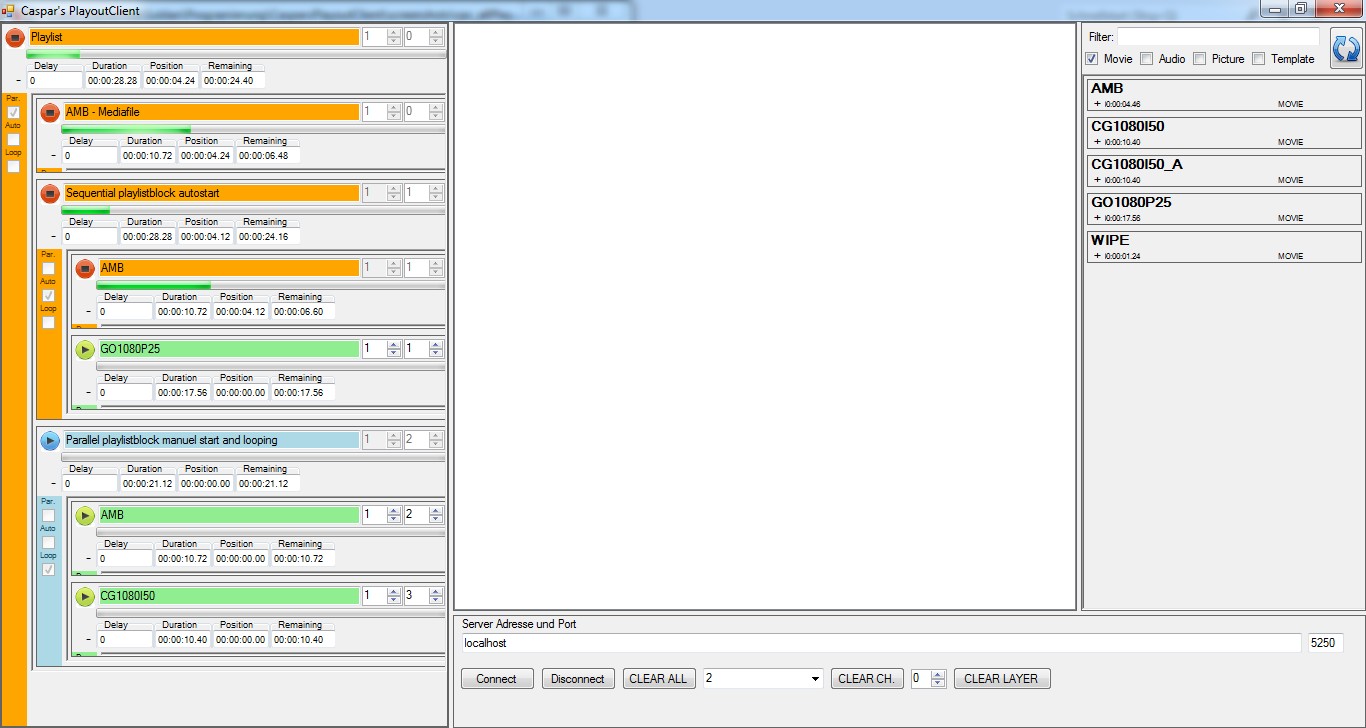 Caspar's PlayoutClient
Playlist 1 0
Delay Duration Position Remaining
- 0 00:00:28.28 00:00:04.24 00:00:24.40
Par.
Auto
Loop
AMB - Mediafile 1 0
Delay Duration Position Remaining
- 0 00:00:10.72 00:00:04.24 00:00:06.48
Sequential playlistblock autostart 1 1
Delay Duration Position Remaining
- 0 00:00:28.28 00:00:04.12 00:00:24.16
Par.
Auto
Loop
AMB 1 1
Delay Duration Position Remaining
- 0 00:00:10.72 00:00:04.12 00:00:06.60
GO1080P25 1 1
Delay Duration Position Remaining
- 0 00:00:17.56 00:00:00.00 00:00:17.56
Parallel playlistblock manuel start and looping 1 2
Delay Duration Position Remaining
- 0 00:00:21.12 00:00:00.00 00:00:21.12
Par.
Auto
Loop
AMB 1 2
Delay Duration Position Remaining
- 0 00:00:10.72 00:00:00.00 00:00:10.72
CG1080I50 1 3
Delay Duration Position Remaining
- 0 00:00:10.40 00:00:00.00 00:00:10.40
Filter:
Movie Audio Picture Template
AMB
+ i0:00:04.46 MOVIE
CG1080I50
+ i0:00:10.40 MOVIE
CG1080I50_A
+ i0:00:10.40 MOVIE
GO1080P25
+ i0:00:17.56 MOVIE
WIPE
+ i0:00:01.24 MOVIE
Server Adresse und Port
localhost 5250
Connect Disconnect CLEAR ALL 2 CLEAR CH. 0 CLEAR LAYER